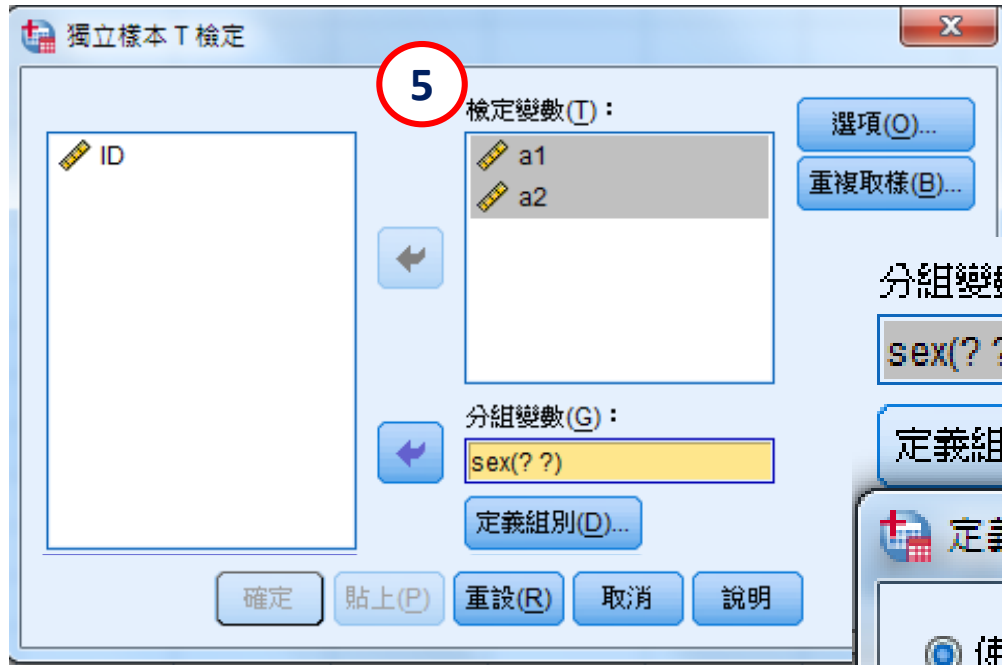 獨立樣本 T 檢定
5
檢定變數(T)：
ID
a1
a2
選項(O)...
重複取樣(B)...
分組變數(G)：
sex(? ?)
定義組別(D)...
確定
貼上(P)
重設(R)
取消
說明
分組變
sex(? ?
定義組
定義